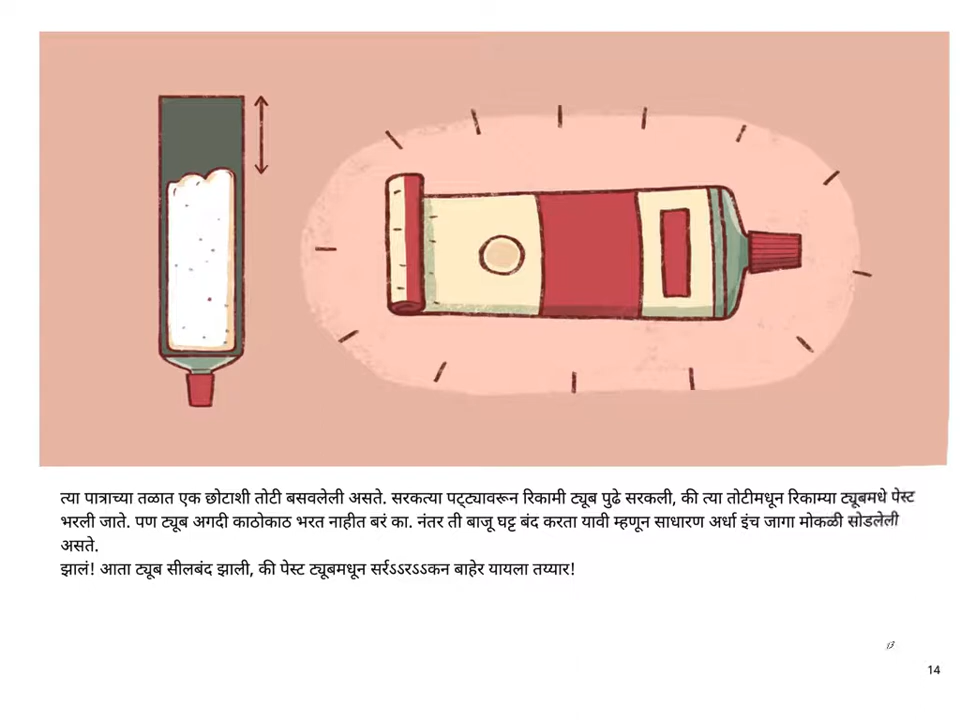 त्या पात्राच्या तळात एक छोटाशी तोटी बसवलेली असते. सरकत्या पट्ट्यावरून रिकामी ट्यूब पुढे सरकली, की त्या तोटीमधून रिकाम्या ट्यूबमधे पेस्ट
भरली जाते. पण ट्यूब अगदी काठोकाठ भरत नाहीत बरं का. नंतर ती बाजू घट्ट बंद करता यावी म्हणून साधारण अर्धा इंच जागा मोकळी सोडलेली
असते.
झालं! आता ट्यूब सीलबंद झाली, की पेस्ट ट्यूबमधून सर्रऽऽरऽऽकन बाहेर यायला तय्यार!
13
14